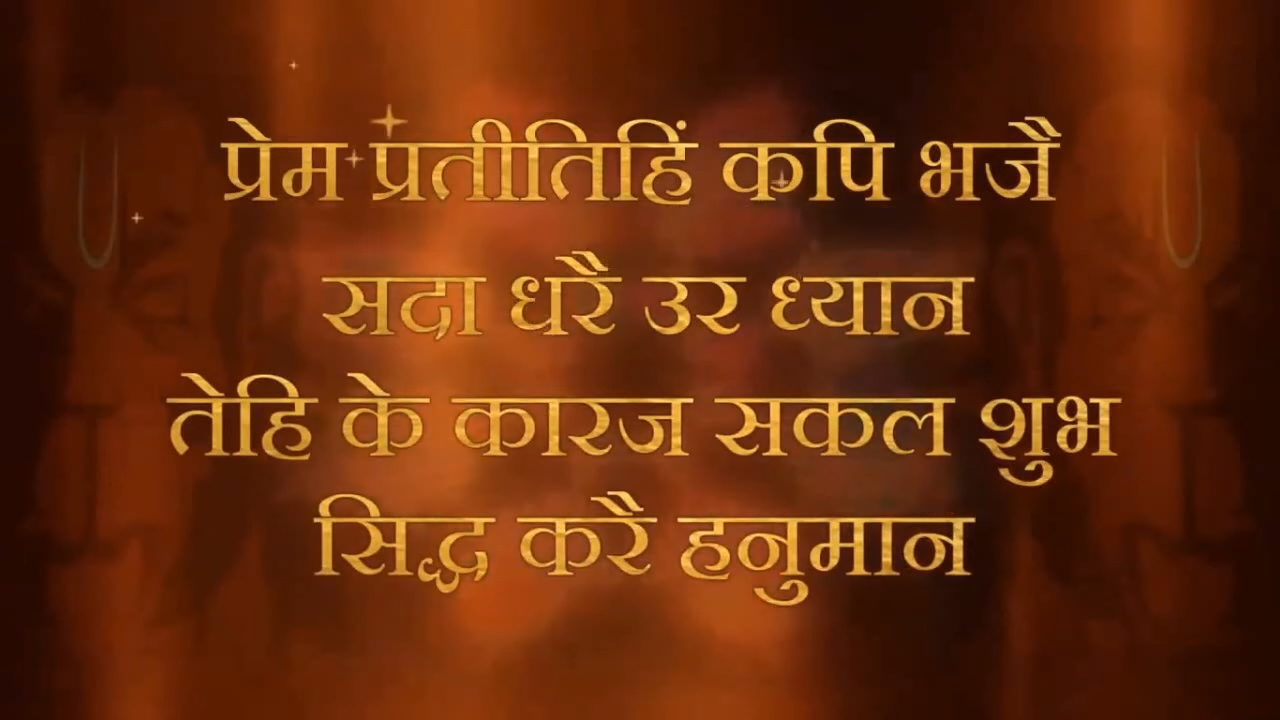 प्रेम प्रतीतिहिं कपि भजै
सदा धरै उर ध्यान
तेहि के कारज सकल शुभ
सिद्ध करै हनुमान